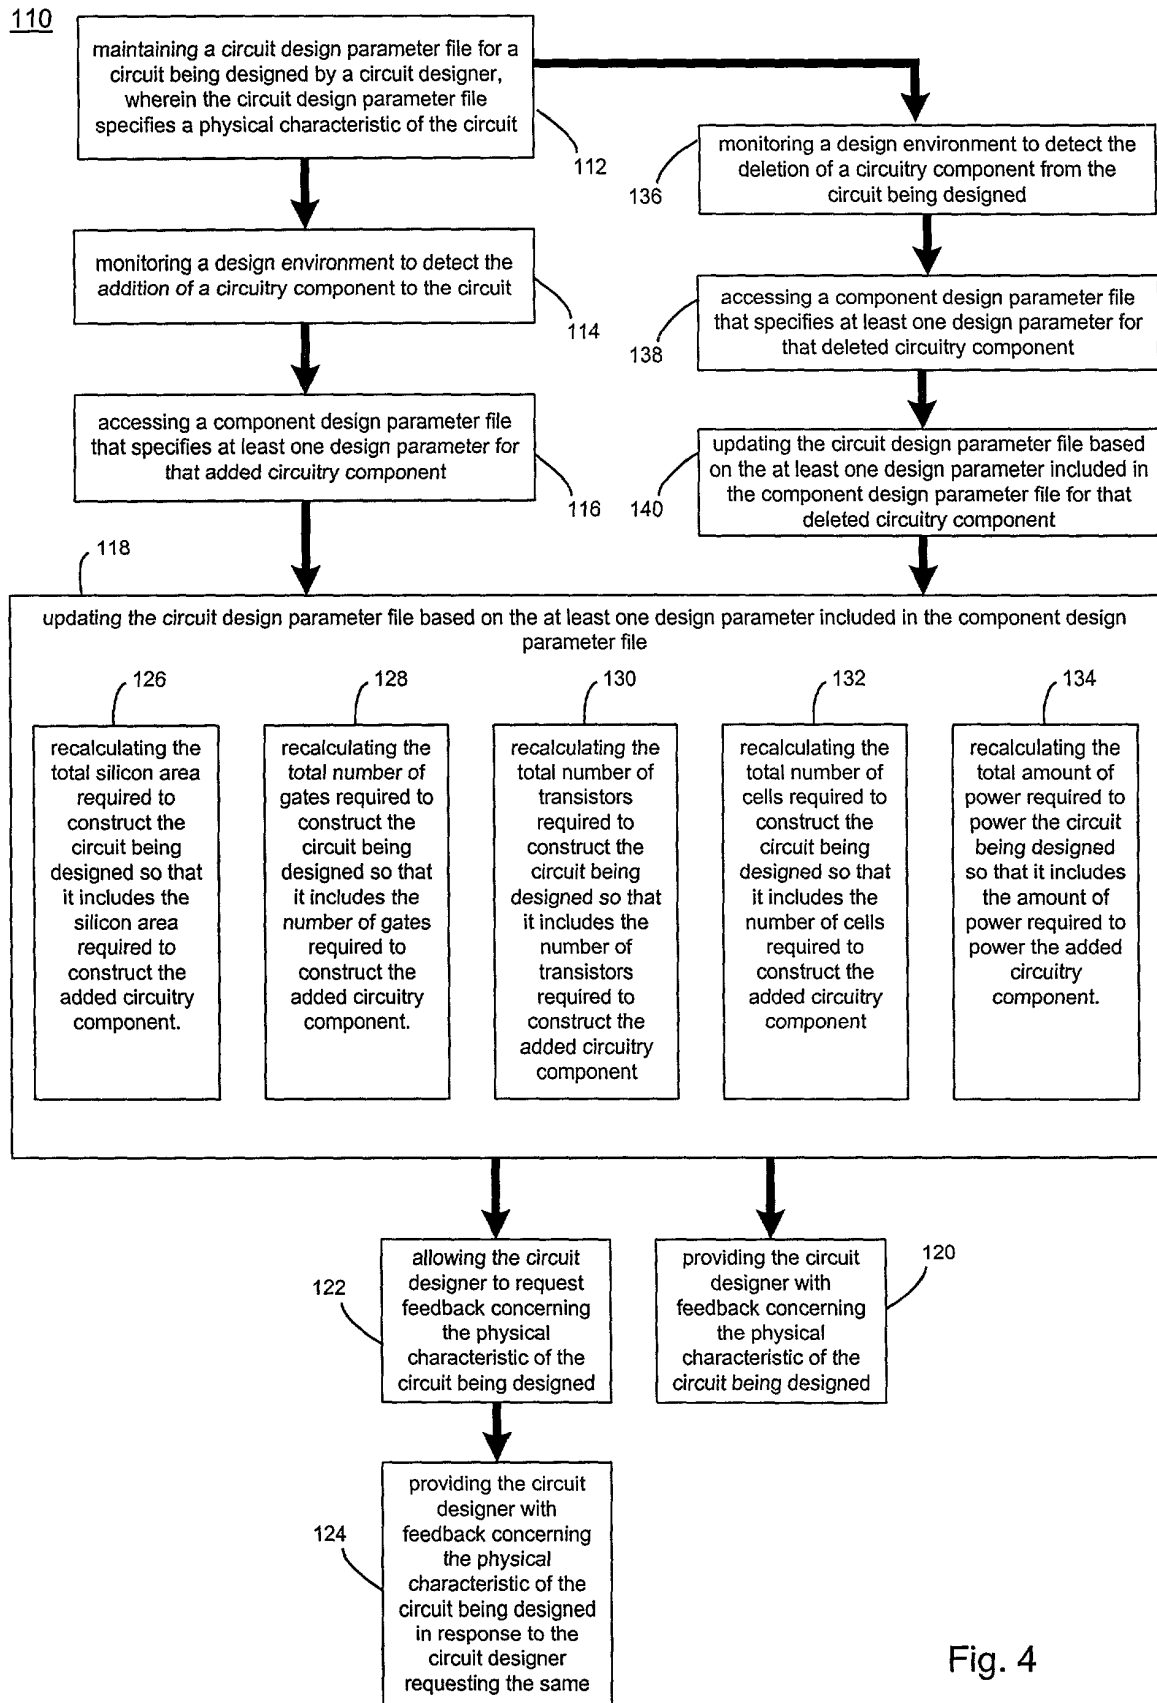 110
maintaining a circuit design parameter file for a
circuit being designed by a circuit designer,
wherein the circuit design parameter file
specifies a physical characteristic of the circuit
112
monitoring a design environment to detect the
deletion of a circuitry component from the
circuit being designed
136
monitoring a design environment to detect the
addition of a circuitry component to the circuit
114
accessing a component design parameter file
that specifies at least one design parameter for
that deleted circuitry component
138
accessing a component design parameter file
that specifies at least one design parameter for
that added circuitry component
116
updating the circuit design parameter file based
on the at least one design parameter included in
the component design parameter file for that
deleted circuitry component
140
118
updating the circuit design parameter file based on the at least one design parameter included in the component design
parameter file
126
recalculating the
total silicon area
required to
construct the
circuit being
designed so that
it includes the
silicon area
required to
construct the
added circuitry
component.
128
recalculating the
total number of
gates required to
construct the
circuit being
designed so that
it includes the
number of gates
required to
construct the
added circuitry
component.
130
recalculating the
total number of
transistors
required to
construct the
circuit being
designed so that
it includes the
number of
transistors
required to
construct the
added circuitry
component
132
recalculating the
total number of
cells required to
construct the
circuit being
designed so that
it includes the
number of cells
required to
construct the
added circuitry
component
134
recalculating the
total amount of
power required to
power the circuit
being designed
so that it includes
the amount of
power required to
power the added
circuitry
component.
122
allowing the circuit
designer to request
feedback concerning
the physical
characteristic of the
circuit being designed
120
providing the circuit
designer with
feedback concerning
the physical
characteristic of the
circuit being designed
124
providing the circuit
designer with
feedback concerning
the physical
characteristic of the
circuit being designed
in response to the
circuit designer
requesting the same
Fig. 4